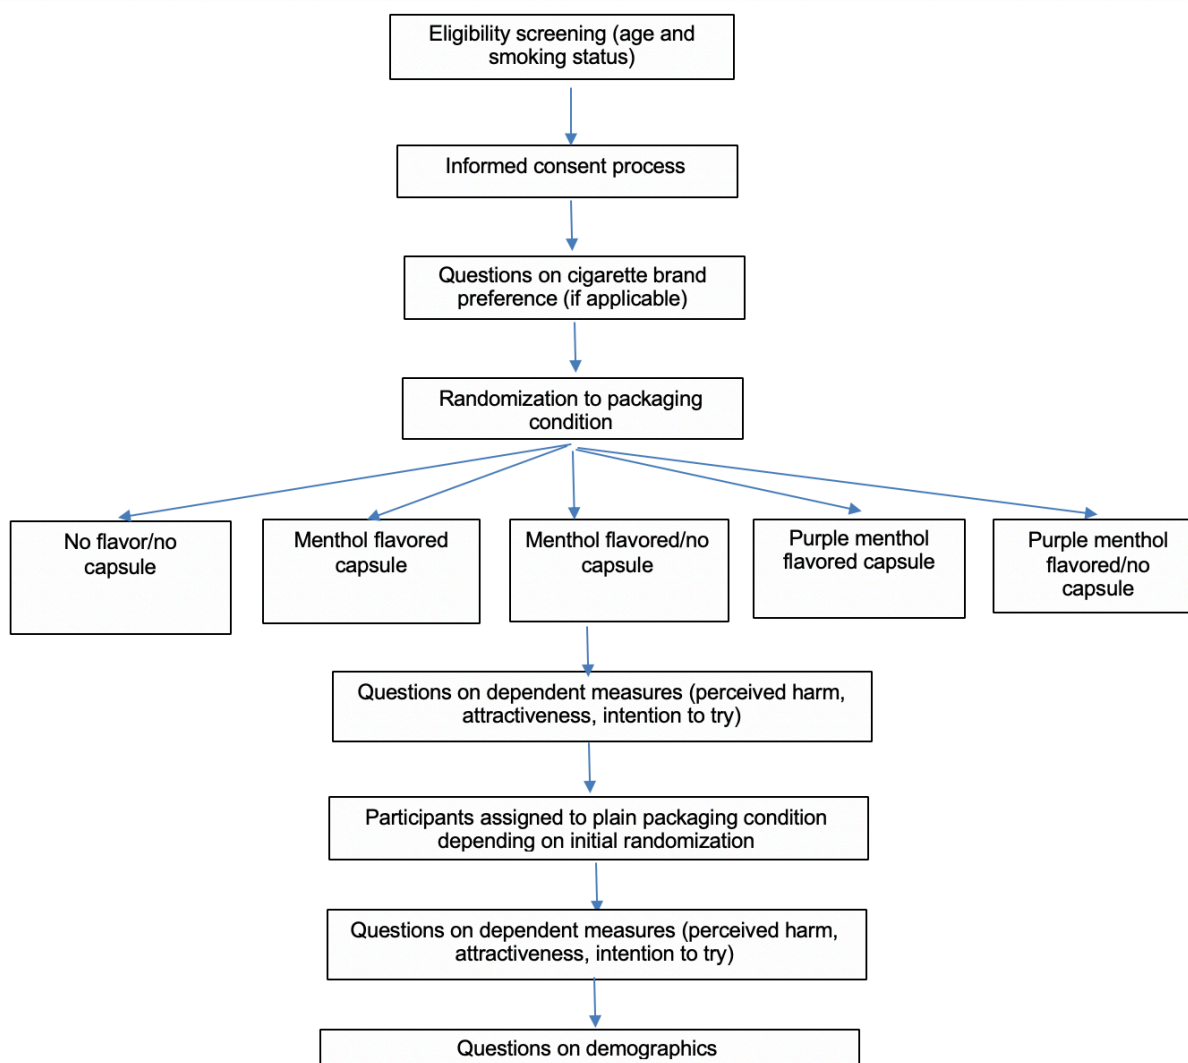 Eligibility screening (age and
smoking status)
Informed consent process
Questions on cigarette brand
preference (if applicable)
Randomization to packaging
condition
No flavor/no
capsule
Menthol flavored
capsule
Menthol flavored/no
capsule
Purple menthol
flavored capsule
Purple menthol
flavored/no
capsule
Questions on dependent measures (perceived harm,
attractiveness, intention to try)
Participants assigned to plain packaging condition
depending on initial randomization
Questions on dependent measures (perceived harm,
attractiveness, intention to try)
Questions on demographics